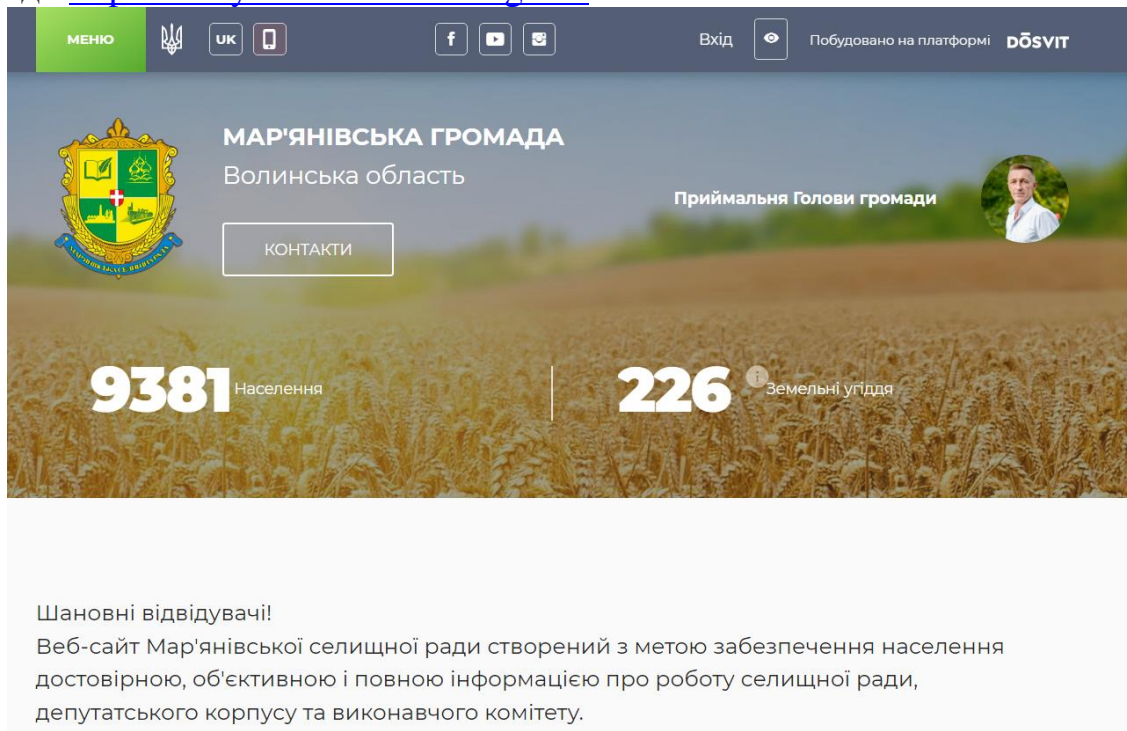 МЕНЮ
UK
Вхід
Побудовано на платформі DŌSVIT
МАР'ЯНІВСЬКА ГРОМАДА
Волинська область
КОНТАКТИ
Приймальня Голови громади
9381 Населення
226 Земельні угіддя
Шановні відвідувачі!
Веб-сайт Мар'янівської селищної ради створений з метою забезпечення населення
достовірною, об'єктивною і повною інформацією про роботу селищної ради,
депутатського корпусу та виконавчого комітету.